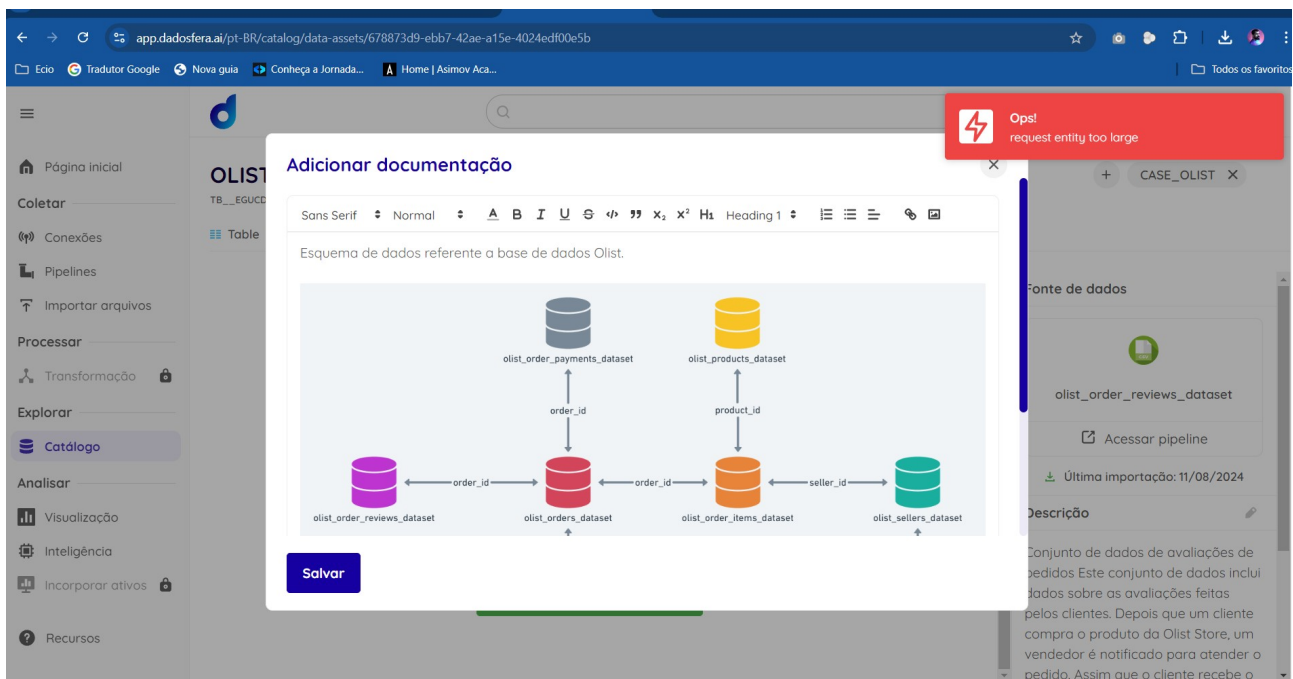 app.dadosfera.ai/pt-BR/catalog/data-assets/678873d9-ebb7-42ae-a15e-4024edf00e5b
Ecio Tradutor Google Nova guia Conheça a Jornada... Home | Asimov Aca... Todos os favoritos
Ops!
request entity too large
Página inicial
Coletar
Conexões
Pipelines
Importar arquivos
Processar
Transformação
Explorar
Catálogo
Analisar
Visualização
Inteligência
Incorporar ativos
Recursos
OLIST
TB__EGUCD
Table
CASE_OLIST
Adicionar documentação
Sans Serif Normal A B I U S X₂ X² H1 Heading 1
Esquema de dados referente a base de dados Olist.
olist_order_payments_dataset olist_products_dataset
order_id product_id
order_id order_id seller_id
olist_order_reviews_dataset olist_orders_dataset olist_order_items_dataset olist_sellers_dataset
Salvar
Fonte de dados
olist_order_reviews_dataset
Acessar pipeline
Última importação: 11/08/2024
Descrição
Conjunto de dados de avaliações de
pedidos Este conjunto de dados inclui
dados sobre as avaliações feitas
pelos clientes. Depois que um cliente
compra o produto da Olist Store, um
vendedor é notificado para atender o
pedido. Assim que o cliente recebe o